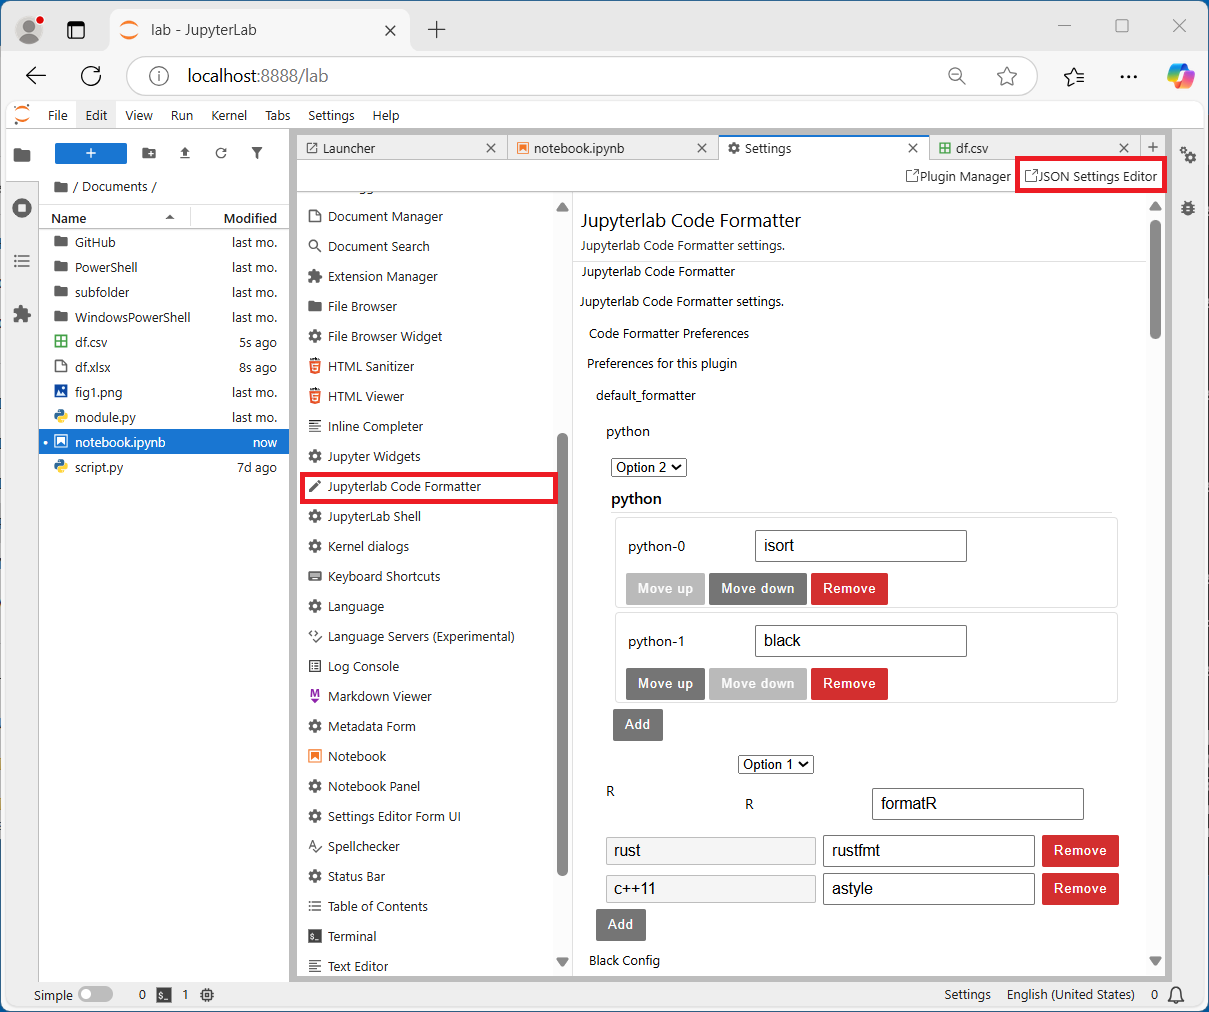 lab - JupyterLab
localhost:8888/lab
File Edit View Run Kernel Tabs Settings Help
+
/ Documents /
Name Modified
GitHub last mo.
PowerShell last mo.
subfolder last mo.
WindowsPowerShell last mo.
df.csv 5s ago
df.xlsx 8s ago
fig1.png last mo.
module.py last mo.
notebook.ipynb now
script.py 7d ago
Launcher
notebook.ipynb
Settings
df.csv
Plugin Manager JSON Settings Editor
Document Manager
Document Search
Extension Manager
File Browser
File Browser Widget
HTML Sanitizer
HTML Viewer
Inline Completer
Jupyter Widgets
Jupyterlab Code Formatter
JupyterLab Shell
Kernel dialogs
Keyboard Shortcuts
Language
Language Servers (Experimental)
Log Console
Markdown Viewer
Metadata Form
Notebook
Notebook Panel
Settings Editor Form UI
Spellchecker
Status Bar
Table of Contents
Terminal
Text Editor
Jupyterlab Code Formatter
Jupyterlab Code Formatter settings.
Jupyterlab Code Formatter
Jupyterlab Code Formatter settings.
Code Formatter Preferences
Preferences for this plugin
default_formatter
python
Option 2
python
python-0 isort
Move up Move down Remove
python-1 black
Move up Move down Remove
Add
Option 1
R
R formatR
rust rustfmt Remove
c++11 astyle Remove
Add
Black Config
Simple 0 1 Settings English (United States) 0